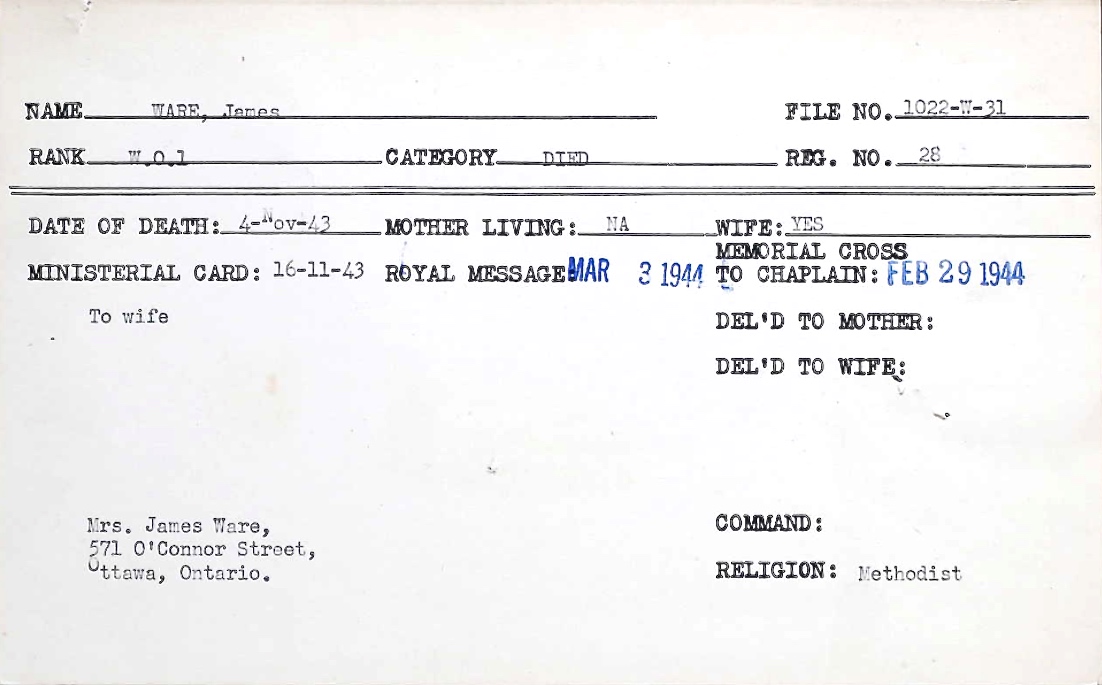 NAME WARE, James FILE NO. 1022-W-31
RANK W.O.1 CATEGORY DIED REG. NO. 28
DATE OF DEATH: 4-Nov-43 MOTHER LIVING: NA WIFE: YES
MEMORIAL CROSS
MINISTERIAL CARD: 16-11-43 ROYAL MESSAGE MAR 3 1944 TO CHAPLAIN: FEB 29 1944
To wife DEL'D TO MOTHER:
DEL'D TO WIFE:
Mrs. James Ware, COMMAND:
571 O'Connor Street,
Ottawa, Ontario. RELIGION: Methodist